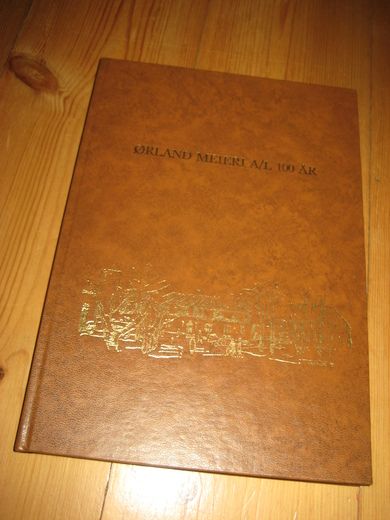 ØRLAND MEIERI A/L 100 ÅR